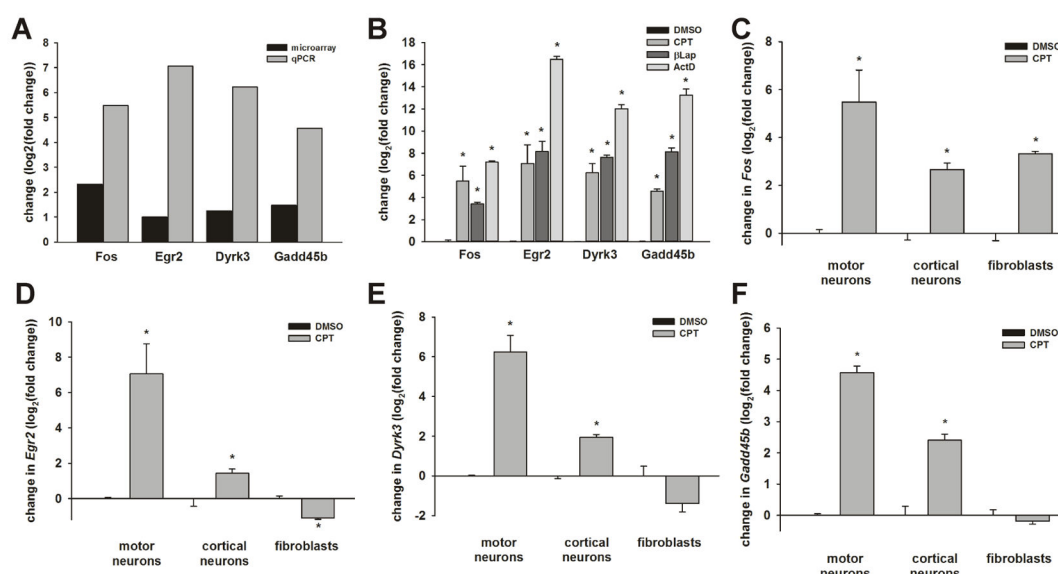 A
change (log2(fold change))
8
7
6
5
4
3
2
1
0
microarray
qPCR
Fos Egr2 Dyrk3 Gadd45b
B
change (log2(fold change))
18
16
14
12
10
8
6
4
2
0
DMSO
CPT
βLap
ActD
* * * * * * * * * * * *
Fos Egr2 Dyrk3 Gadd45b
C
change in Fos (log2(fold change))
8
6
4
2
0
DMSO
CPT
* * *
motor cortical fibroblasts
neurons neurons
D
change in Egr2 (log2(fold change))
10
8
6
4
2
0
-2
DMSO
CPT
* * *
motor cortical fibroblasts
neurons neurons
E
change in Dyrk3 (log2(fold change))
8
6
4
2
0
-2
DMSO
CPT
* *
motor cortical fibroblasts
neurons neurons
F
change in Gadd45b (log2(fold change))
6
5
4
3
2
1
0
DMSO
CPT
* *
motor cortical fibroblasts
neurons neurons